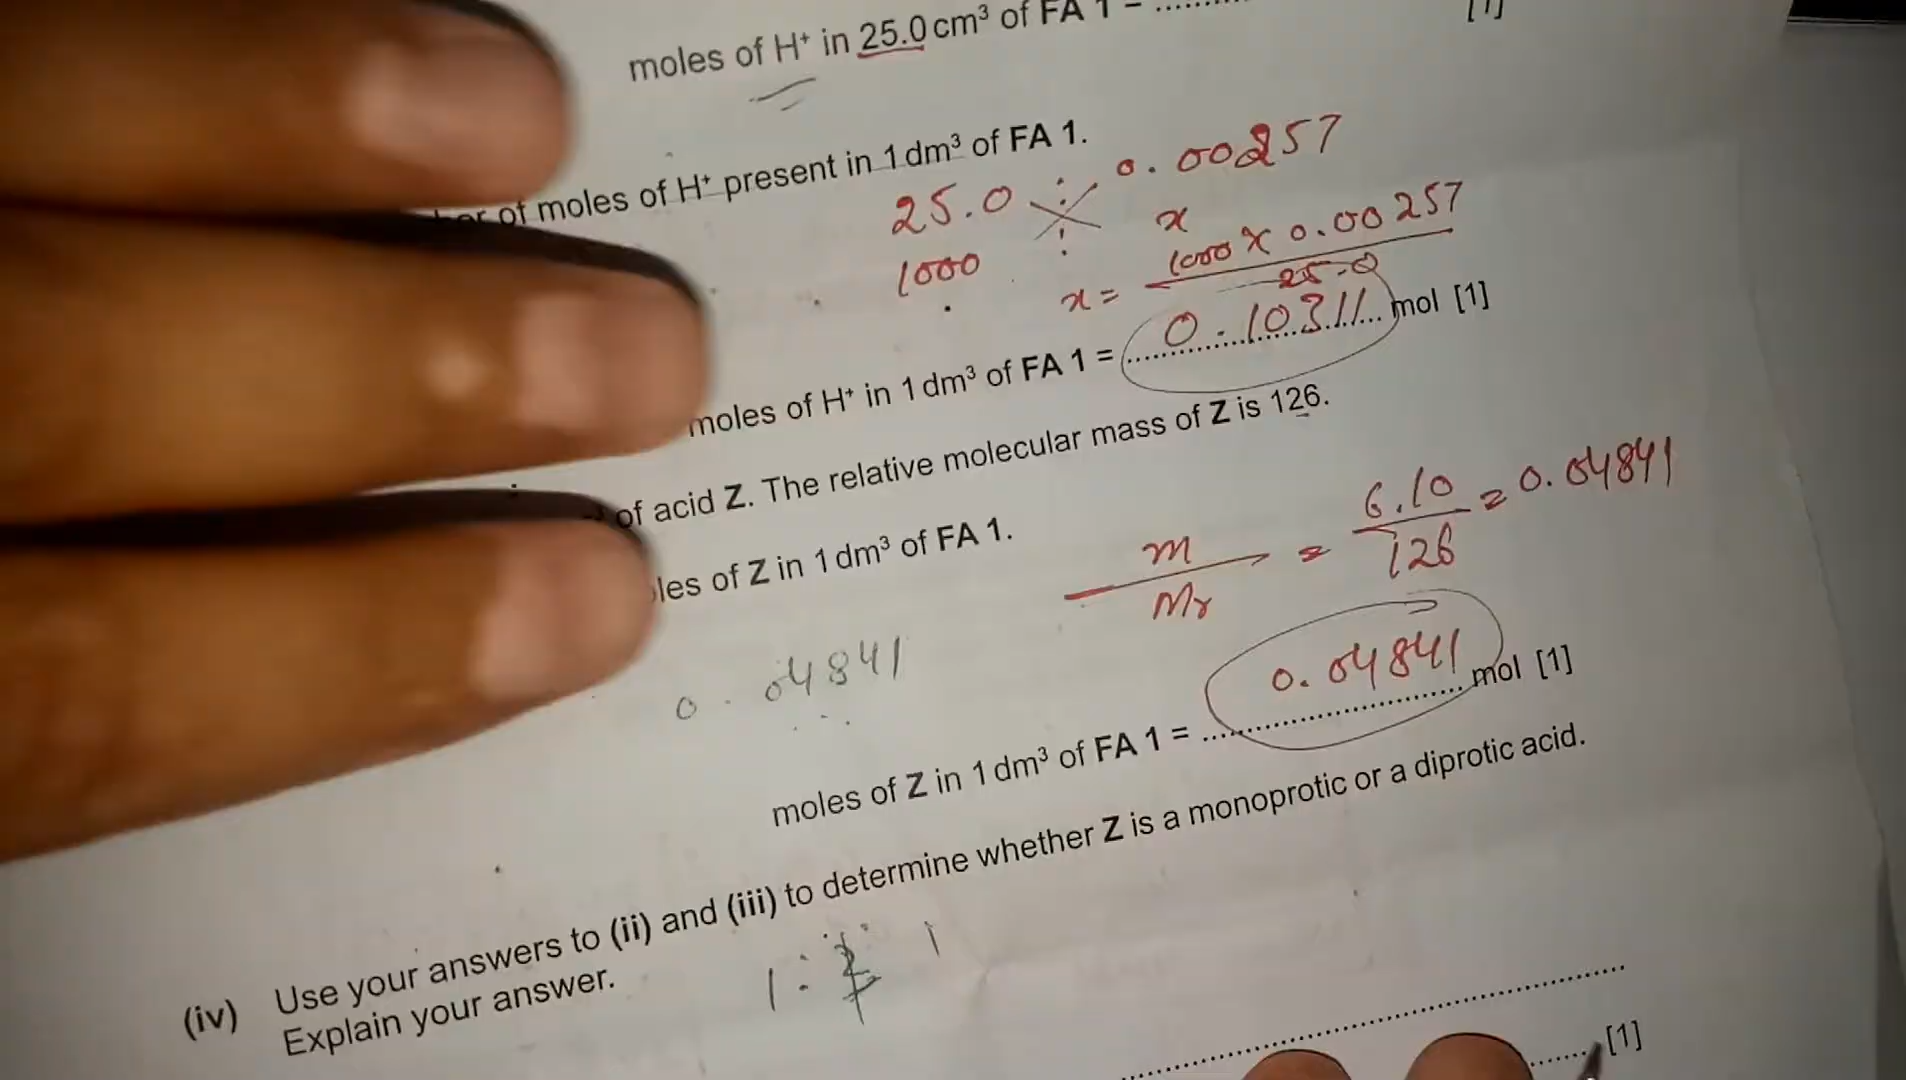 moles of H⁺ in 25.0 cm³ of FA 1 = .......... [1]
of moles of H⁺ present in 1 dm³ of FA 1.
25.0 : 0.00257
1000 : x
x = 1000 x 0.00257
25.0
moles of H⁺ in 1 dm³ of FA 1 = 0.10311 mol [1]
of acid Z. The relative molecular mass of Z is 126.
of Z in 1 dm³ of FA 1.
m = 6.10 = 0.04841
Mr 126
0.04841
moles of Z in 1 dm³ of FA 1 = 0.04841 mol [1]
(iv) Use your answers to (ii) and (iii) to determine whether Z is a monoprotic or a diprotic acid.
Explain your answer.
1 :
1
[1]